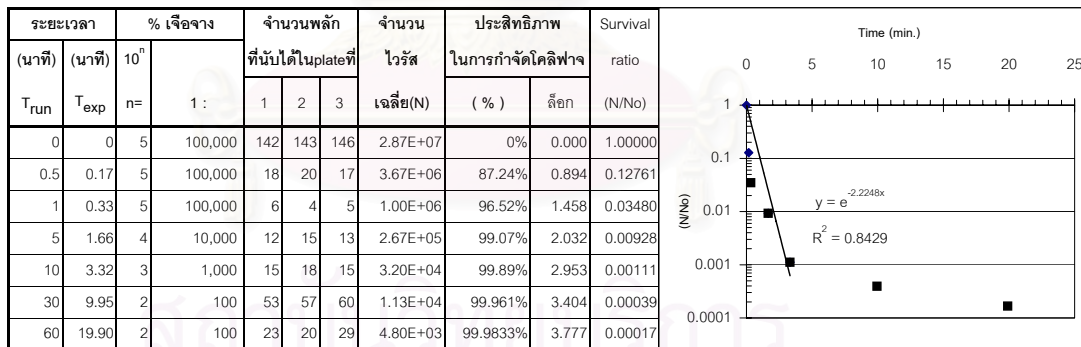 ระยะเวลา % เจือจาง จำนวนพลัก จำนวน ประสิทธิภาพ Survival
(นาที) (นาที) 10^n ที่นับได้ในplateที่ ไวรัส ในการกำจัดโคลิฟาจ ratio
Trun Texp n= 1 : 1 2 3 เฉลี่ย(N) ( % ) ล็อก (N/No)
0 0 5 100,000 142 143 146 2.87E+07 0% 0.000 1.00000
0.5 0.17 5 100,000 18 20 17 3.67E+06 87.24% 0.894 0.12761
1 0.33 5 100,000 6 4 5 1.00E+06 96.52% 1.458 0.03480
5 1.66 4 10,000 12 15 13 2.67E+05 99.07% 2.032 0.00928
10 3.32 3 1,000 15 18 15 3.20E+04 99.89% 2.953 0.00111
30 9.95 2 100 53 57 60 1.13E+04 99.961% 3.404 0.00039
60 19.90 2 100 23 20 29 4.80E+03 99.9833% 3.777 0.00017
Time (min.)
0 5 10 15 20 25
1
0.1
0.01
0.001
0.0001
(N/No)
y = e^-2.2248x
R^2 = 0.8429